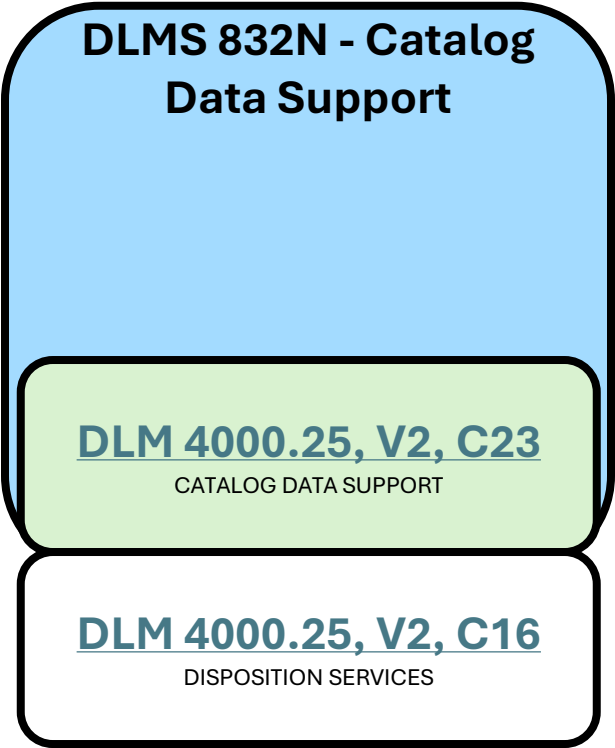 DLMS 832N - Catalog
Data Support
DLM 4000.25, V2, C23
CATALOG DATA SUPPORT
DLM 4000.25, V2, C16
DISPOSITION SERVICES